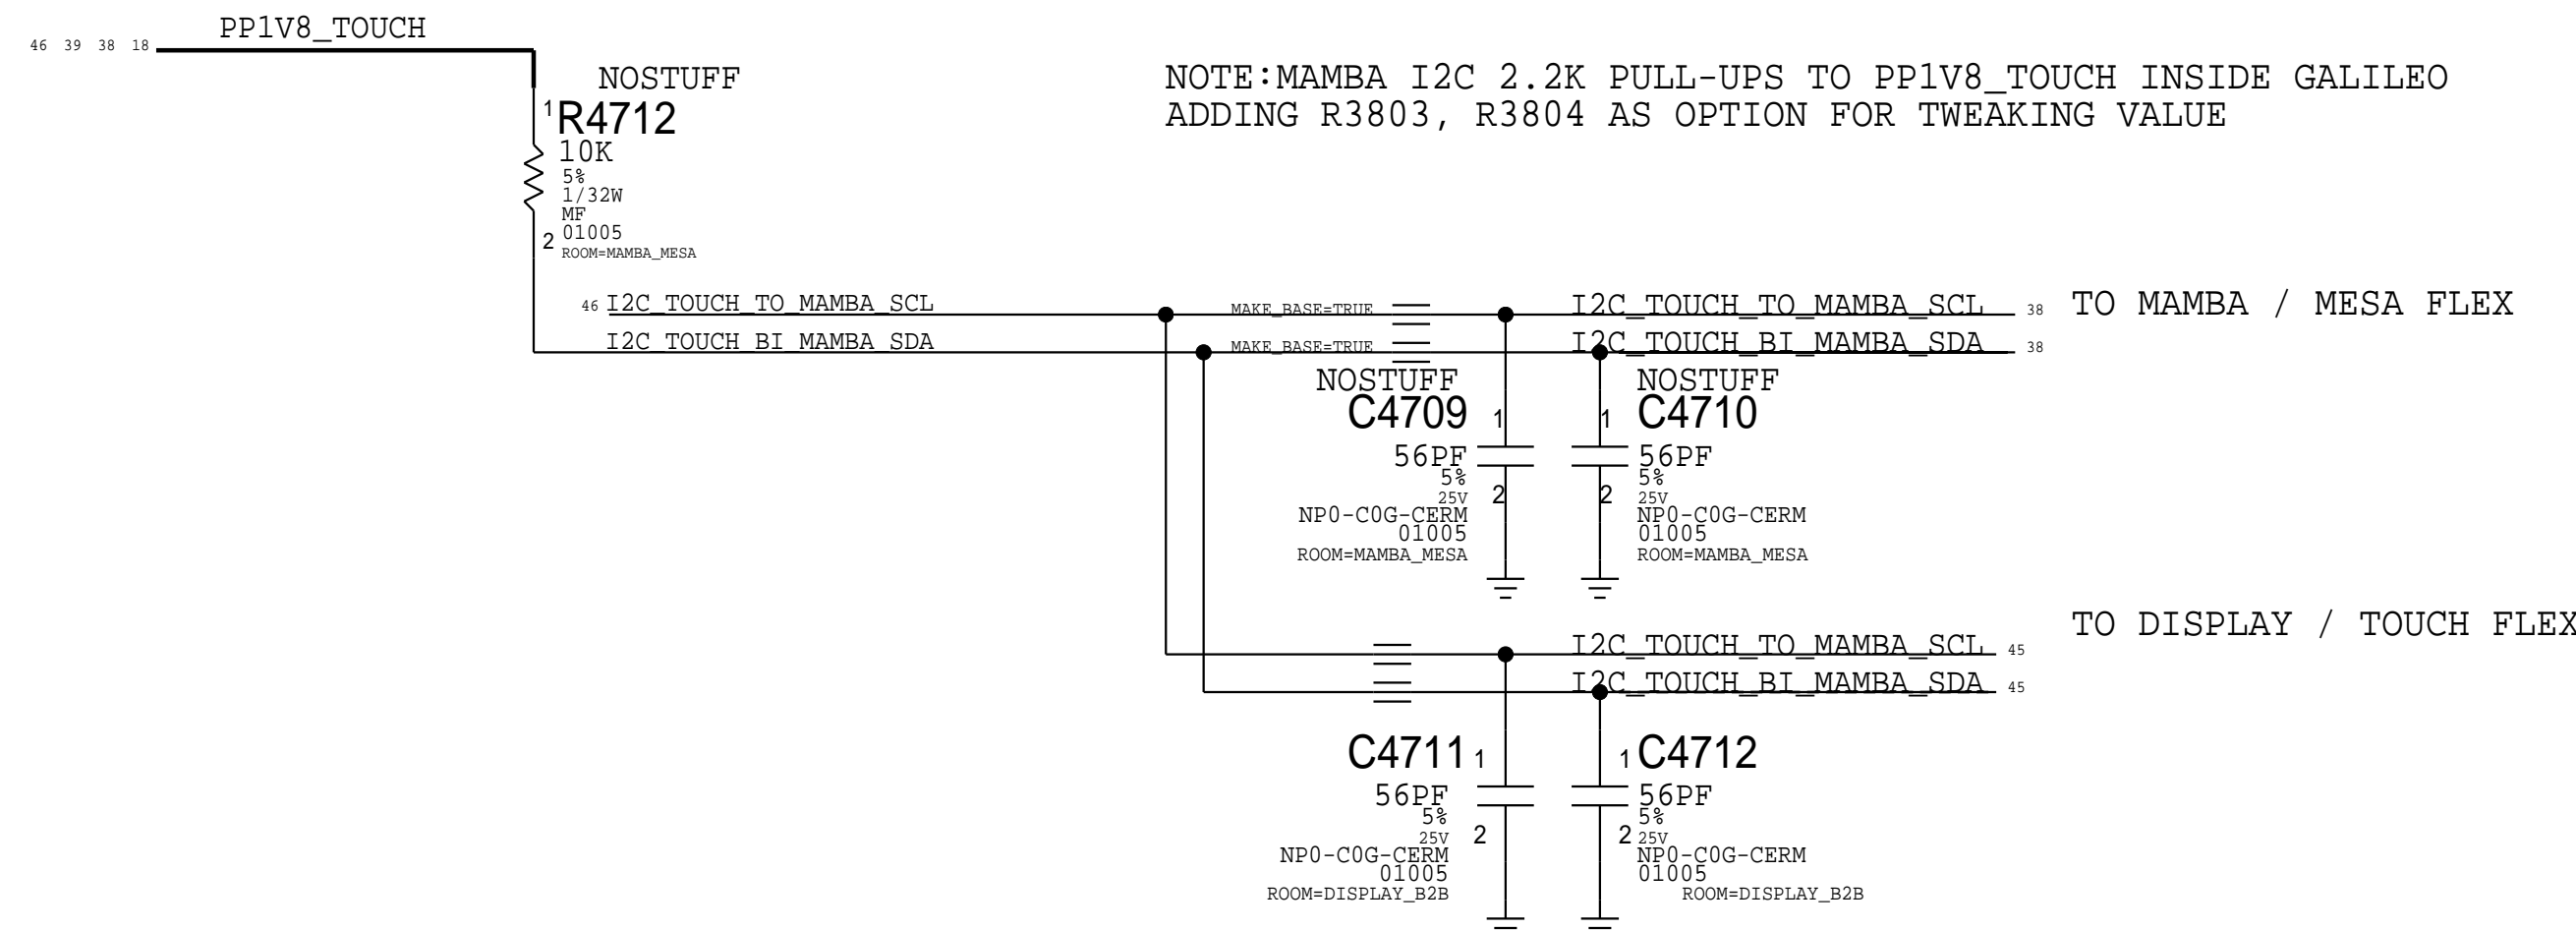 PP1V8_TOUCH
46 39 38 18
NOSTUFF
1
R4712
10K
5%
1/32W
MF
01005
2
ROOM=MAMBA_MESA
NOTE:MAMBA I2C 2.2K PULL-UPS TO PP1V8_TOUCH INSIDE GALILEO
ADDING R3803, R3804 AS OPTION FOR TWEAKING VALUE
46 I2C_TOUCH_TO_MAMBA_SCL
MAKE_BASE=TRUE
I2C_TOUCH_TO_MAMBA_SCL 38
TO MAMBA / MESA FLEX
I2C_TOUCH_BI_MAMBA_SDA
MAKE_BASE=TRUE
I2C_TOUCH_BI_MAMBA_SDA 38
NOSTUFF
C4709
1
56PF
5%
25V
2
NP0-C0G-CERM
01005
ROOM=MAMBA_MESA
NOSTUFF
C4710
1
56PF
5%
25V
2
NP0-C0G-CERM
01005
ROOM=MAMBA_MESA
TO DISPLAY / TOUCH FLEX
I2C_TOUCH_TO_MAMBA_SCL 45
I2C_TOUCH_BI_MAMBA_SDA 45
C4711
1
56PF
5%
25V
2
NP0-C0G-CERM
01005
ROOM=DISPLAY_B2B
C4712
1
56PF
5%
25V
2
NP0-C0G-CERM
01005
ROOM=DISPLAY_B2B